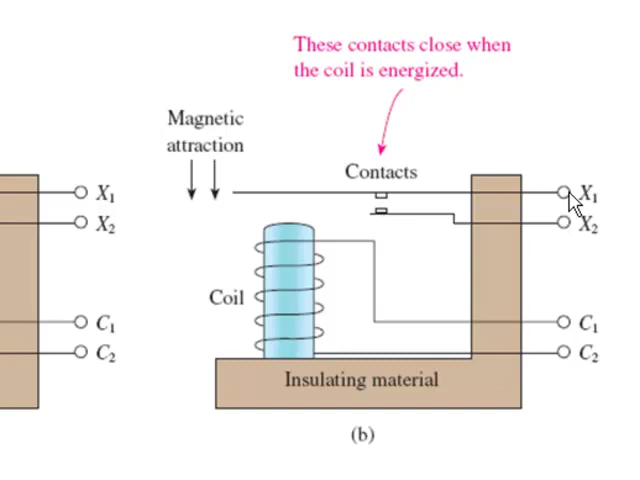 These contacts close when
the coil is energized.
Magnetic
attraction
Contacts
X₁
X₂
X₁
X₂
Coil
C₁
C₂
C₁
C₂
Insulating material
(b)